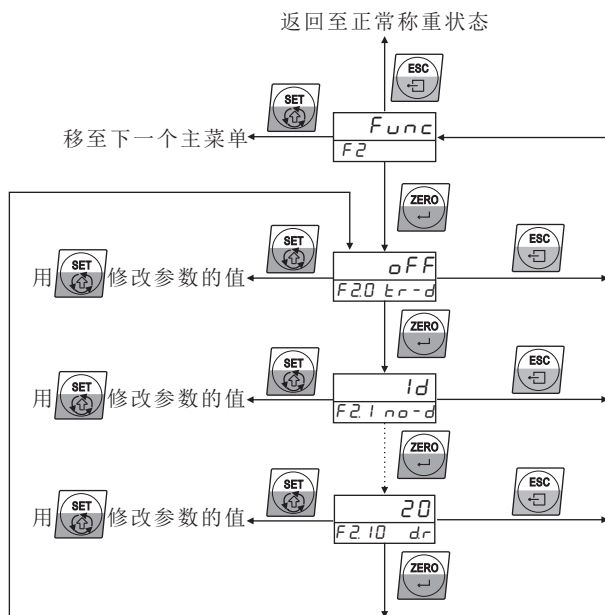 返回至正常称重状态
ESC
SET
移至下一个主菜单
Func
F2
ZERO
SET
ESC
用 SET 修改参数的值
oFF
F2.0 tr-d
ZERO
SET
ESC
用 SET 修改参数的值
1d
F2.1 no-d
ZERO
SET
ESC
用 SET 修改参数的值
20
F2.10 d.r
ZERO